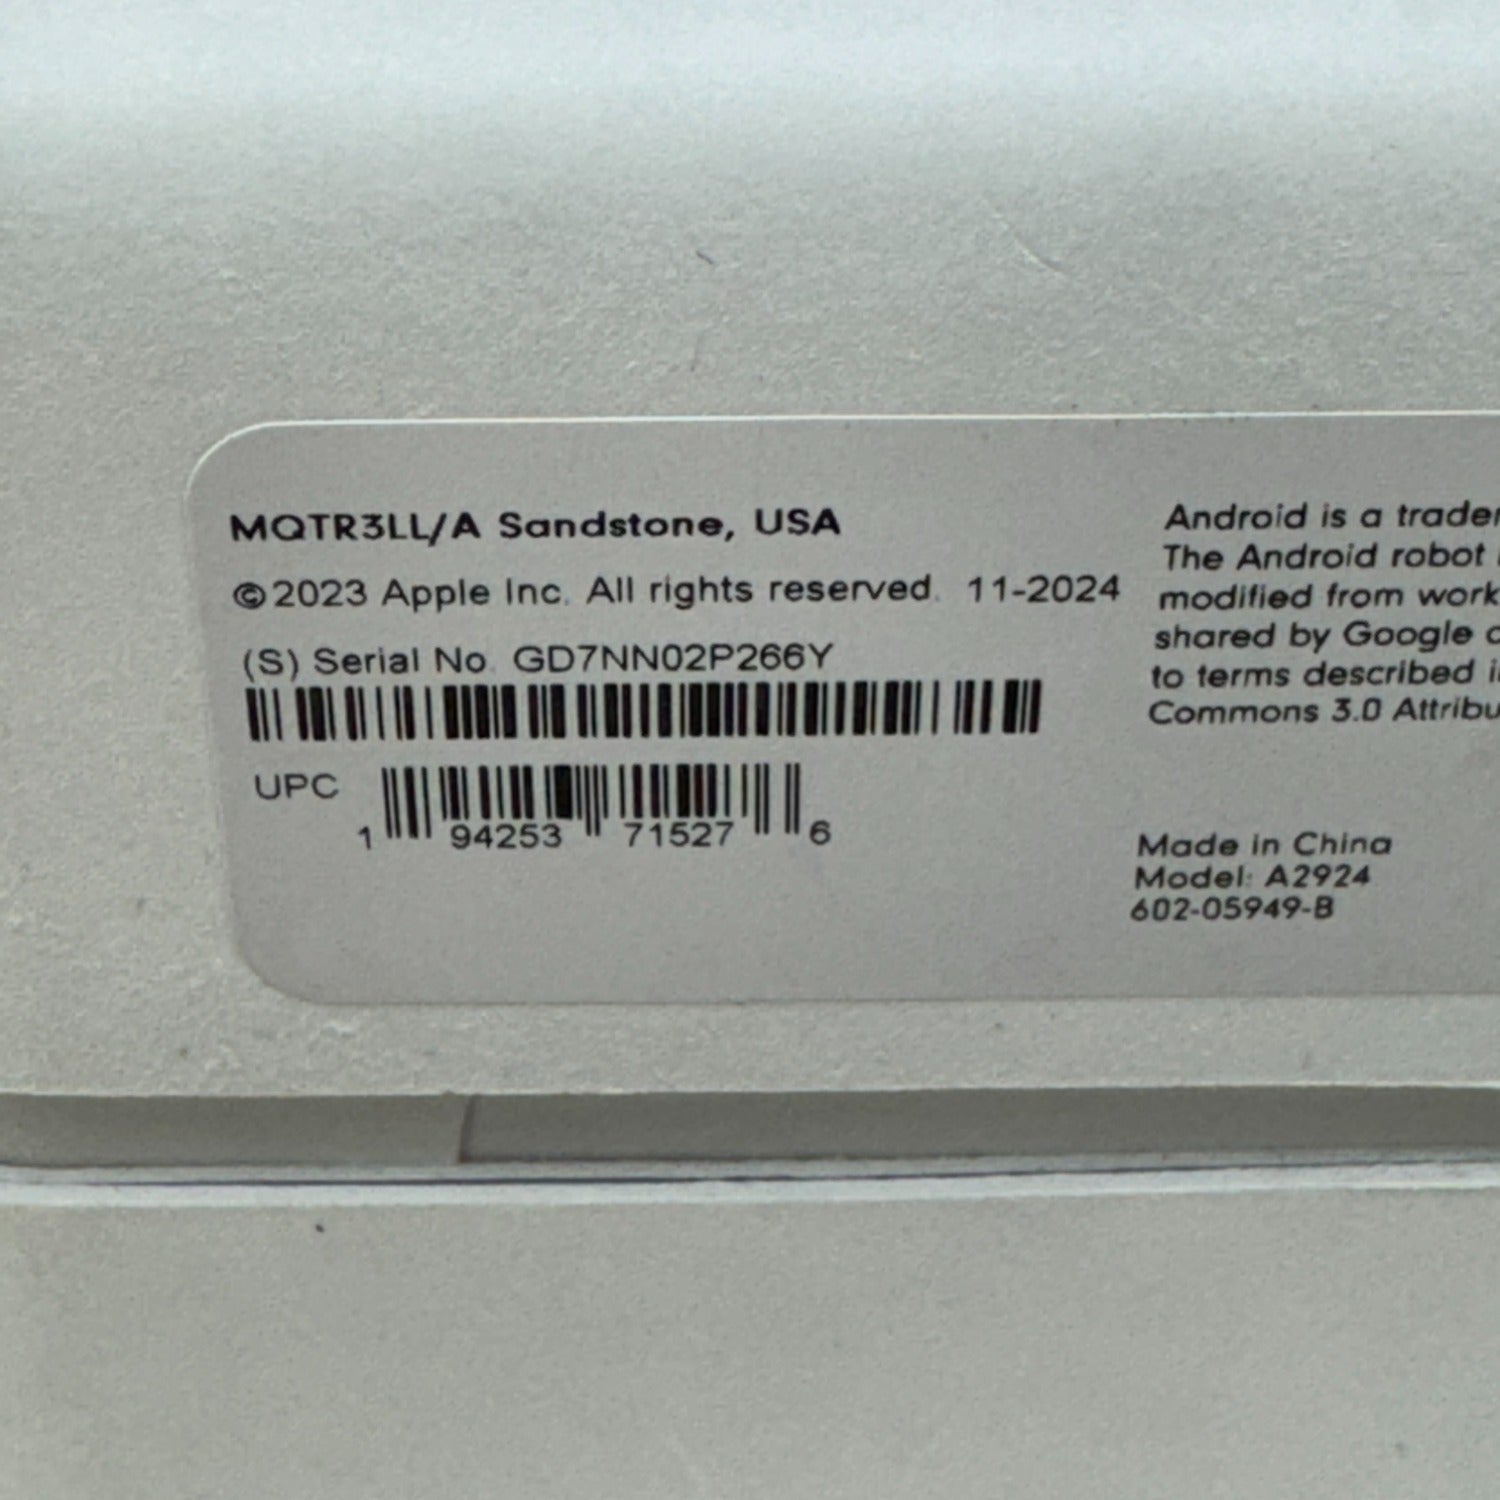 MQTR3LL/A Sandstone, USA
©2023 Apple Inc. All rights reserved. 11-2024
(S) Serial No. GD7NN02P266Y
UPC
1 94253 71527 6
Android is a
The Android robot
modified from
shared by Google
to terms described
Commons 3.0
Made in China
Model: A2924
602-05949-B